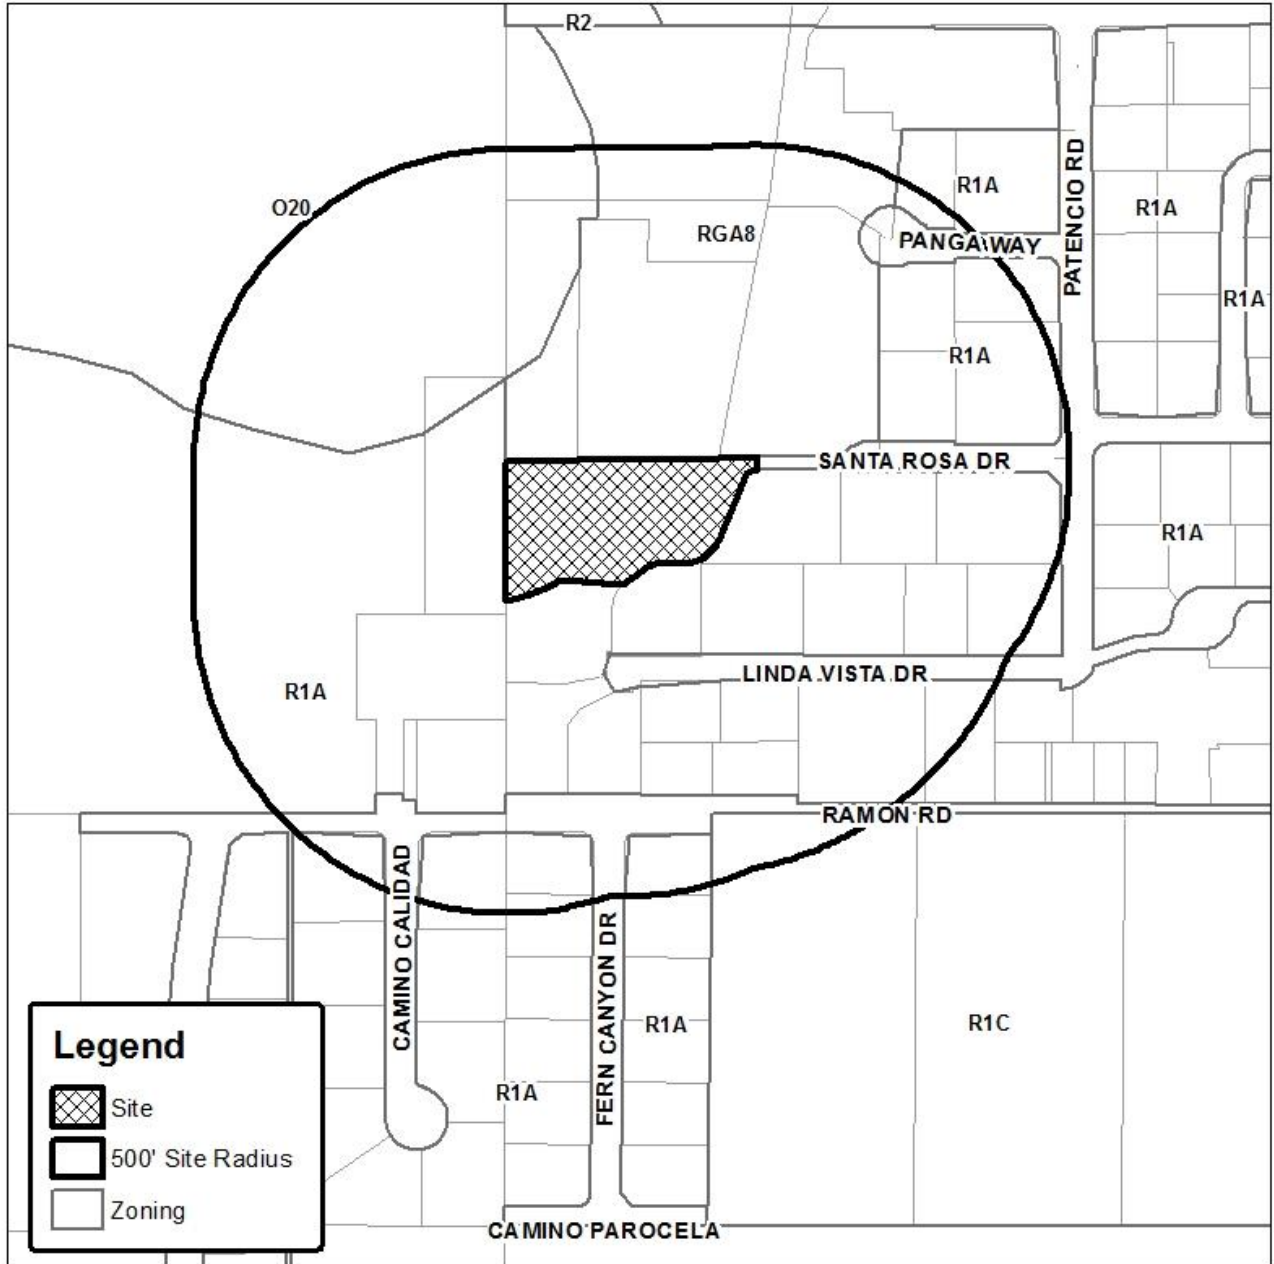 R2
PATENCIO RD
R1A
R1A
O20
RGA8
PANGA WAY
R1A
R1A
SANTA ROSA DR
R1A
LINDA VISTA DR
R1A
RAMON RD
CAMINO CALIDAD
FERN CANYON DR
R1A
R1C
R1A
CAMINO PAROCELA
Legend
Site
500' Site Radius
Zoning